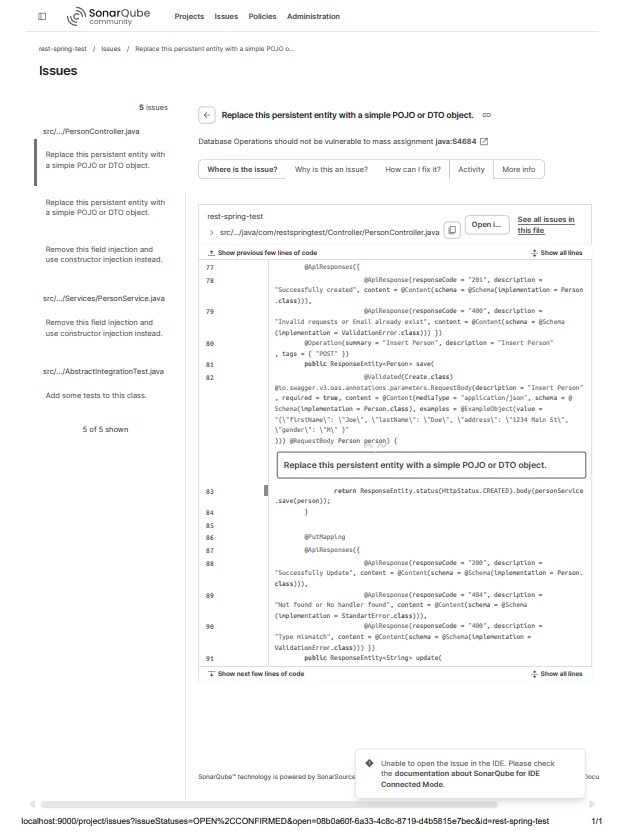 SonarQube
community
Projects Issues Policies Administration
rest-spring-test / Issues / Replace this persistent entity with a simple POJO o...
Issues
5 issues
src/.../PersonController.java
Replace this persistent entity with
a simple POJO or DTO object.
Replace this persistent entity with
a simple POJO or DTO object.
Remove this field injection and
use constructor injection instead.
src/.../Services/PersonService.java
Remove this field injection and
use constructor injection instead.
src/.../AbstractIntegrationTest.java
Add some tests to this class.
5 of 5 shown
Replace this persistent entity with a simple POJO or DTO object.
Database Operations should not be vulnerable to mass assignment java:S4684
Where is the issue? Why is this an issue? How can I fix it? Activity More info
rest-spring-test
src/.../java/com/restspringtest/Controller/PersonController.java
Open i...
See all issues in
this file
Show previous few lines of code Show all lines
77 @ApiResponses({
78 @ApiResponse(responseCode = "201", description =
"Successfully created", content = @Content(schema = @Schema(implementation = Person
.class))),
79 @ApiResponse(responseCode = "400", description =
"Invalid requests or Email already exist", content = @Content(schema = @Schema
(implementation = ValidationError.class))) })
80 @Operation(summary = "Insert Person", description = "Insert Person"
, tags = { "POST" })
81 public ResponseEntity<Person> save(
82 @Validated(Create.class)
@io.swagger.v3.oas.annotations.parameters.RequestBody(description = "Insert Person"
, required = true, content = @Content(mediaType = "application/json", schema = @
Schema(implementation = Person.class), examples = @ExampleObject(value =
"{\"firstName\": \"Joe\", \"lastName\": \"Doe\", \"address\": \"1234 Main St\",
\"gender\": \"M\" }"
))) @RequestBody Person person) {
Replace this persistent entity with a simple POJO or DTO object.
83 return ResponseEntity.status(HttpStatus.CREATED).body(personService
.save(person));
84 }
85
86 @PutMapping
87 @ApiResponses({
88 @ApiResponse(responseCode = "200", description =
"Successfully Update", content = @Content(schema = @Schema(implementation = Person.
class))),
89 @ApiResponse(responseCode = "404", description =
"Not found or No handler found", content = @Content(schema = @Schema
(implementation = StandartError.class))),
90 @ApiResponse(responseCode = "400", description =
"Type mismatch", content = @Content(schema = @Schema(implementation =
ValidationError.class))) })
91 public ResponseEntity<String> update(
Show next few lines of code Show all lines
Unable to open the issue in the IDE. Please check
the documentation about SonarQube for IDE
Connected Mode.
SonarQube™ technology is powered by SonarSource Docu
localhost:9000/project/issues?issueStatuses=OPEN%2CCONFIRMED&open=08b0a60f-6a33-4c8c-8719-d4b5815e7bec&id=rest-spring-test 1/1